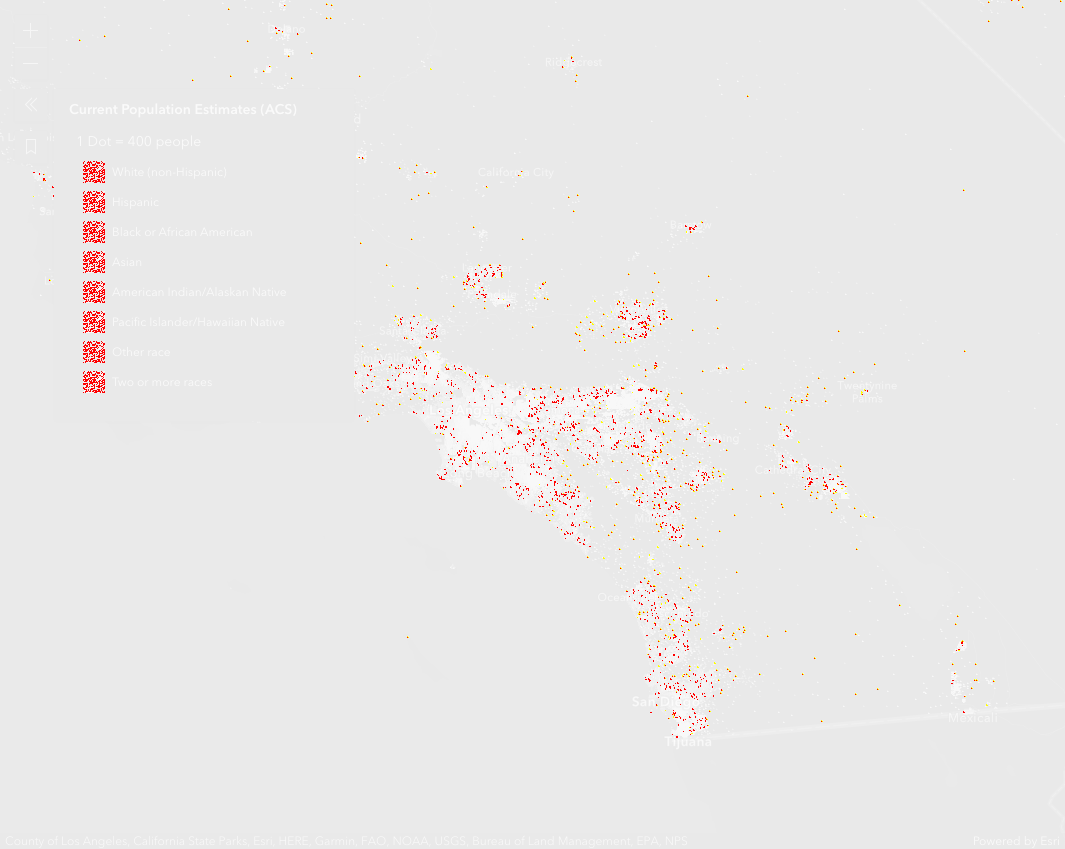 Ridgecrest
Current Population Estimates (ACS)
1 Dot = 400 people
White (non-Hispanic)
California City
Hispanic
Black or African American
Asian
American Indian/Alaskan Native
Pacific Islander/Hawaiian Native
Other race
Two or more races
Twentynine
Palms
Tijuana
Mexicali
County of Los Angeles, California State Parks, Esri, HERE, Garmin, FAO, NOAA, USGS, Bureau of Land Management, EPA, NPS
Powered by Esri